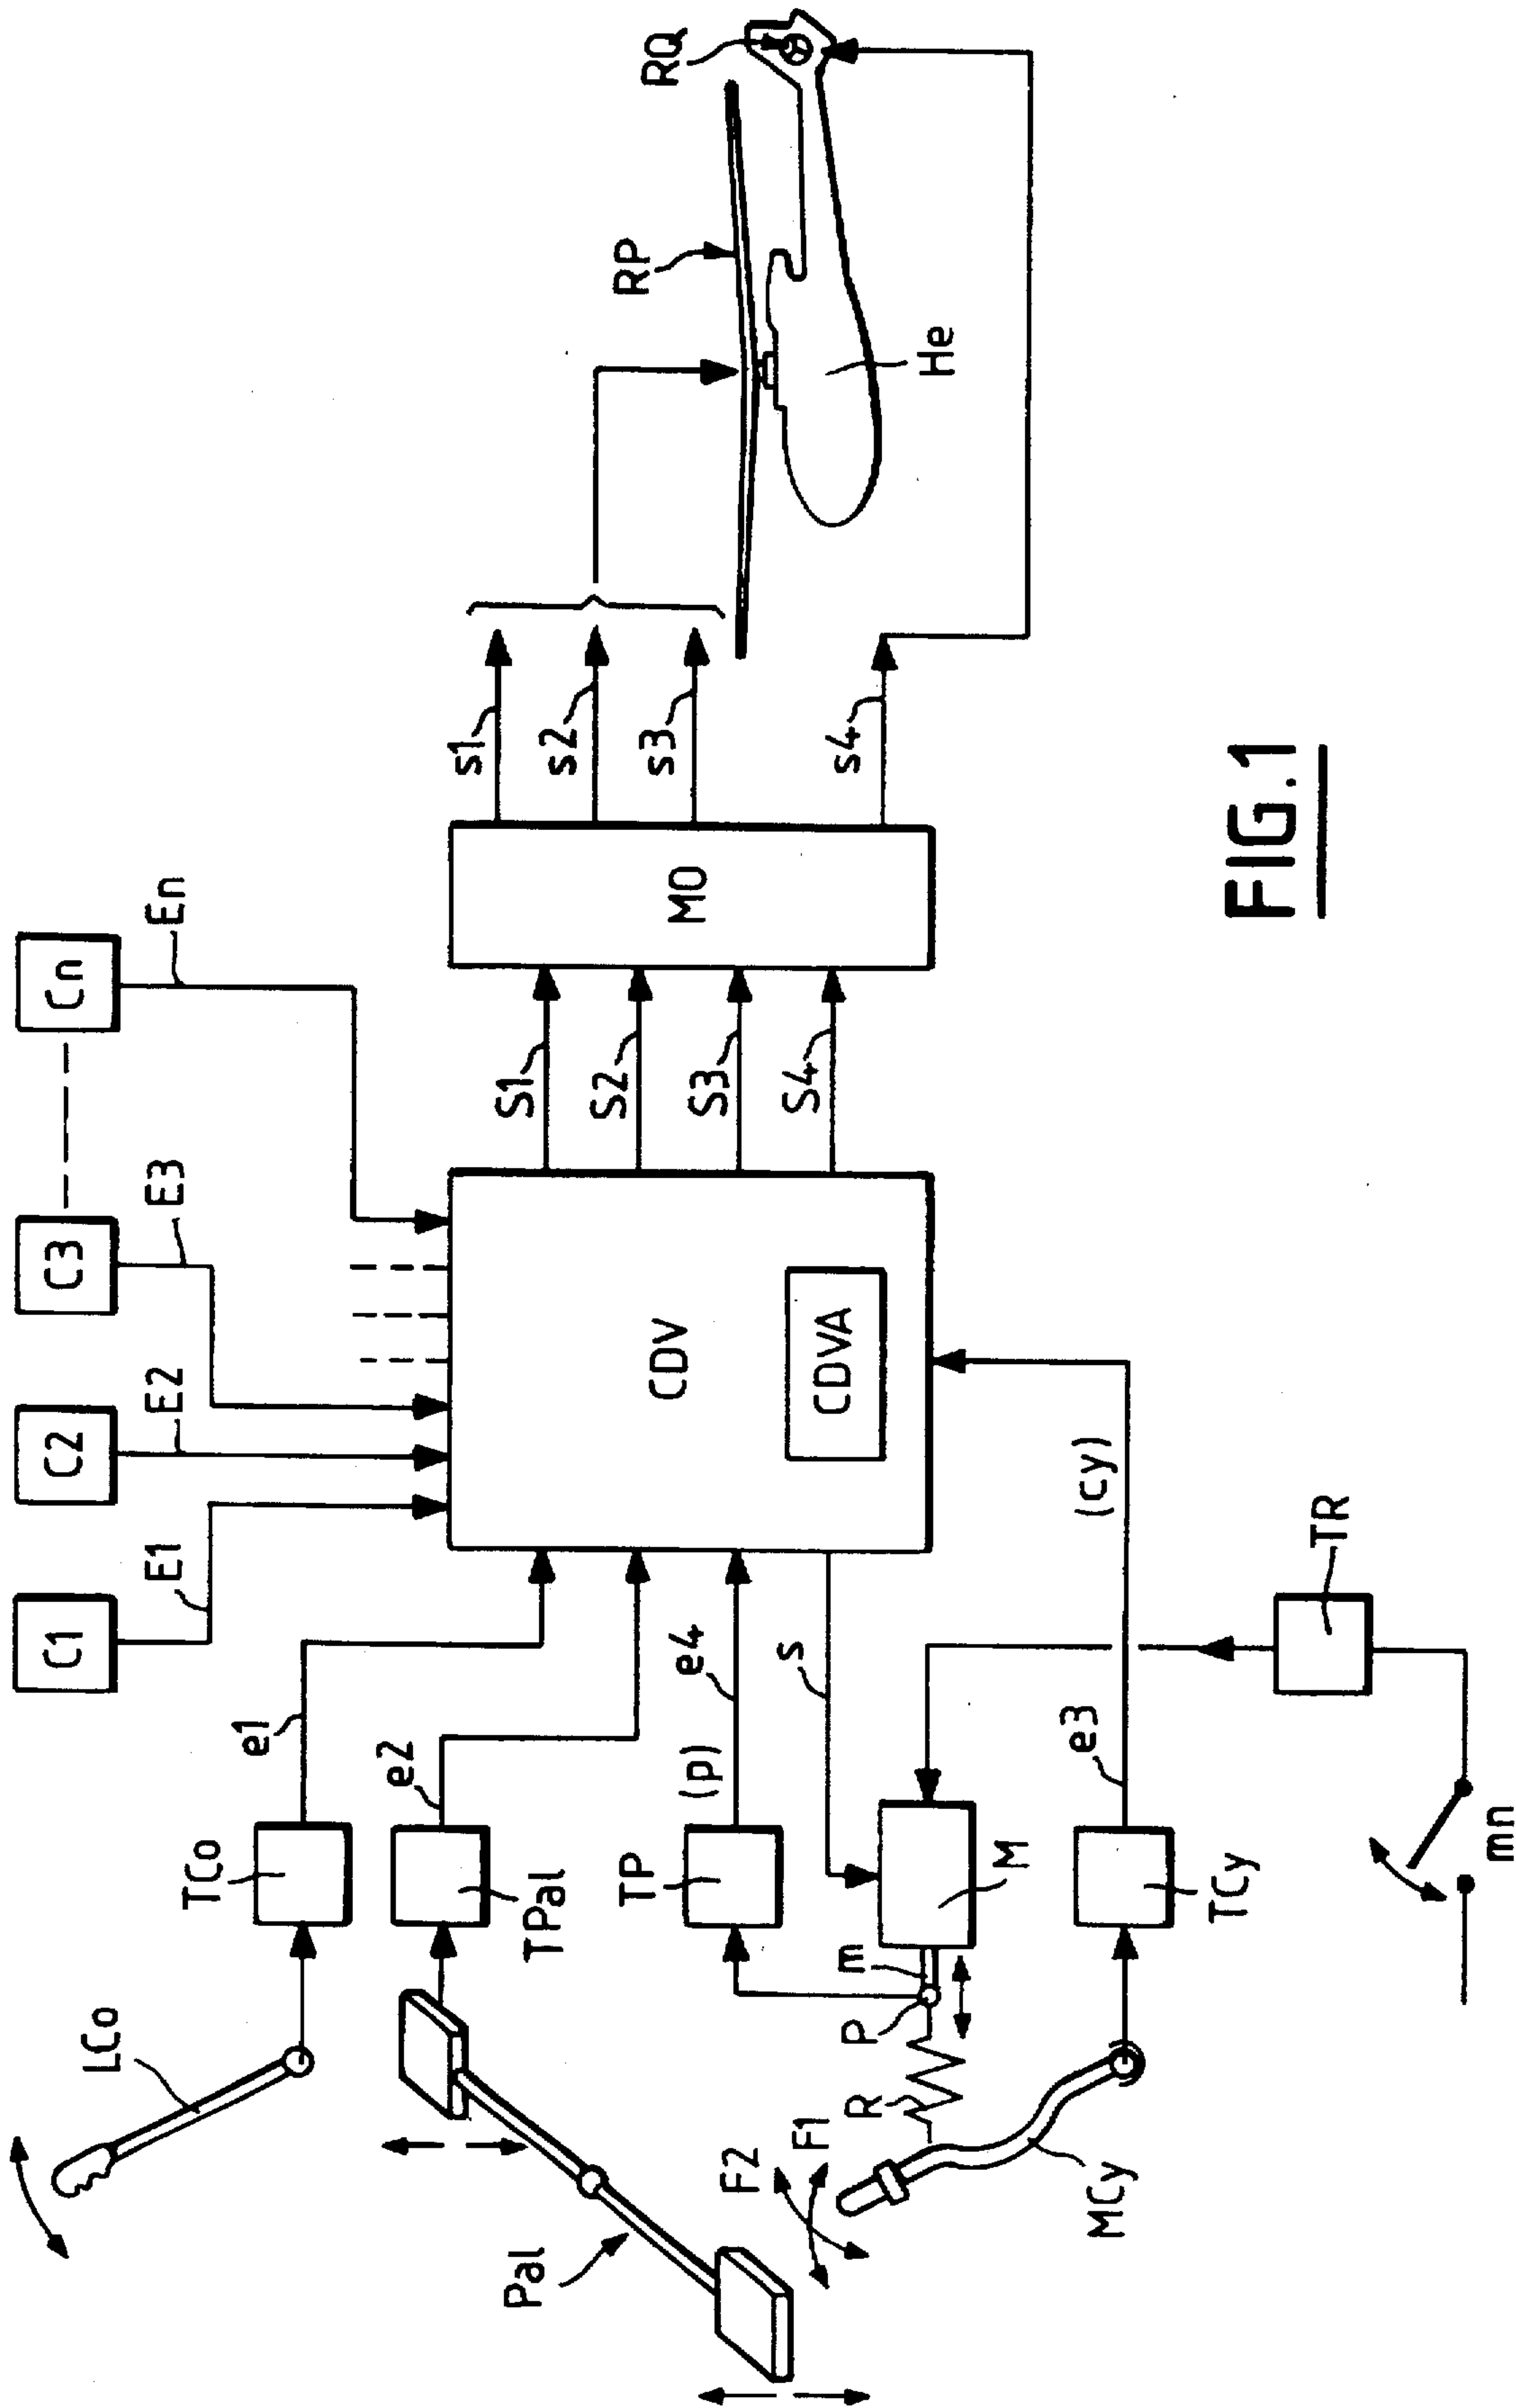 C1
C2
C3
Cn
E1
E2
E3
En
LCo
TCo
e1
Pal
TPal
e2
TP
(p)
e4
s
CDV
CDVA
S1
S2
S3
S4
MO
s1
s2
s3
s4
RP
RQ
He
F2
F1
R
P
m
M
MCy
TCy
e3
(Cy)
TR
mn
FIG.1